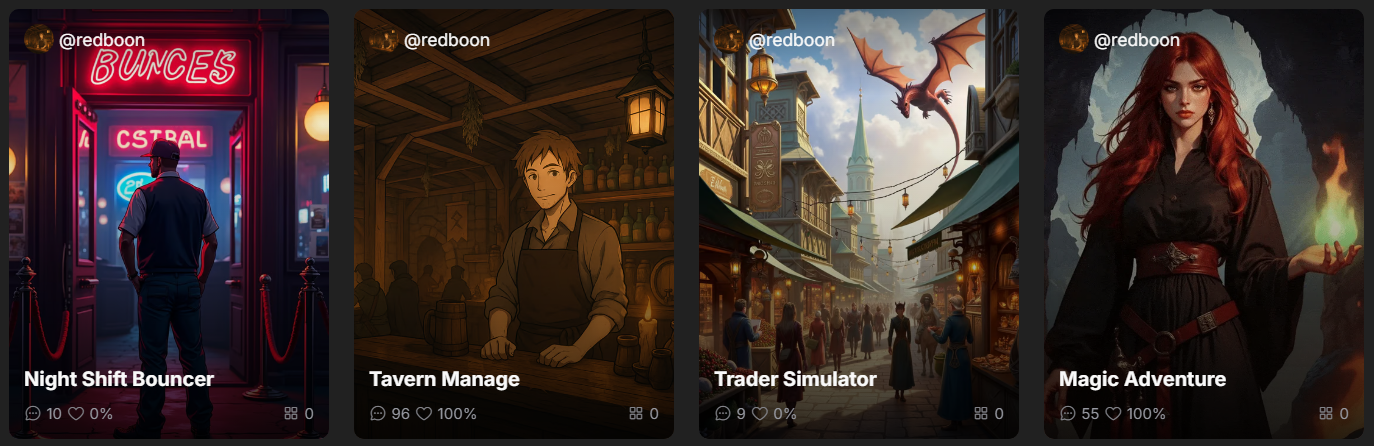 @redboon
BUNCES
CSTBAL
Night Shift Bouncer
10 0%
0
@redboon
Tavern Manage
96 100%
0
@redboon
Trader Simulator
9 0%
0
@redboon
Magic Adventure
55 100%
0